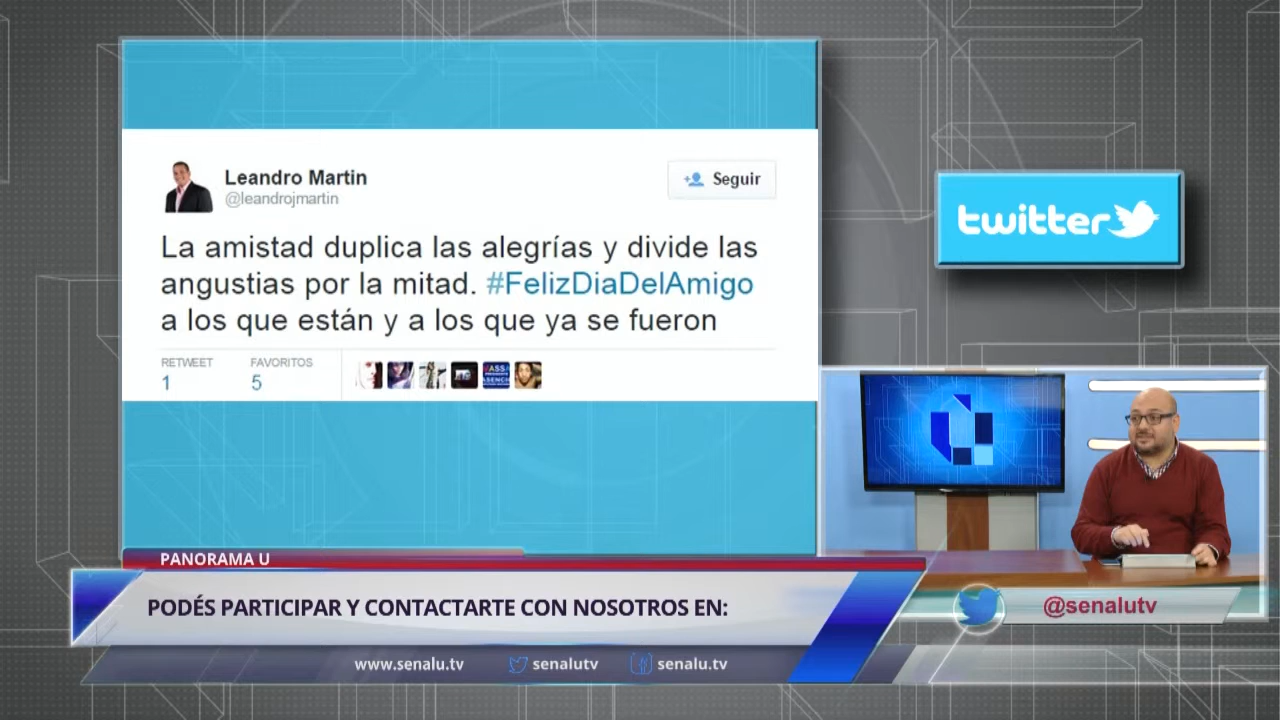 Leandro Martin
@leandrojmartin
Seguir
La amistad duplica las alegrías y divide las
angustias por la mitad. #FelizDiaDelAmigo
a los que están y a los que ya se fueron
RETWEET
1
FAVORITOS
5
twitter
PANORAMA U
PODÉS PARTICIPAR Y CONTACTARTE CON NOSOTROS EN:
@senalutv
www.senalu.tv
senalutv
senalu.tv